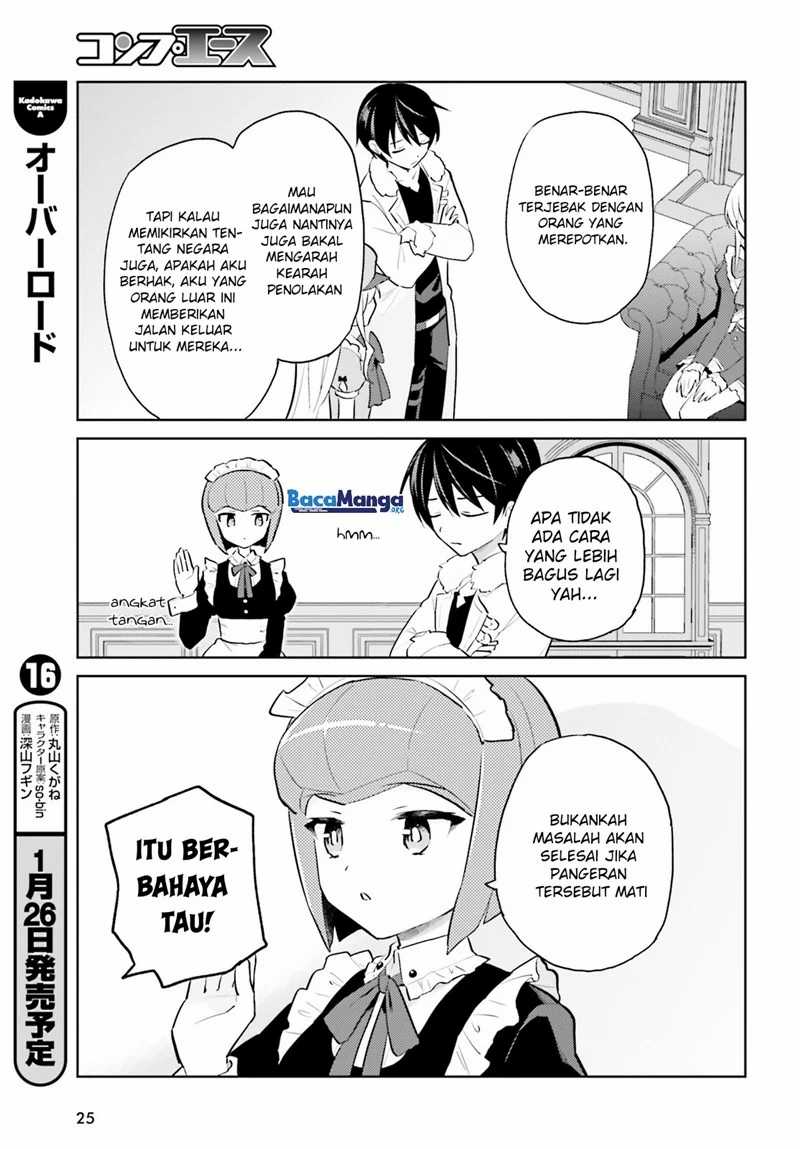 コンプエース
Kadokawa
Comics
A
オーバーロード
16
原作:丸山くがね
キャラクター原案:so-bin
漫画:深山フギン
1月26日発売予定
BENAR-BENAR
TERJEBAK DENGAN
ORANG YANG
MEREPOTKAN.
MAU
BAGAIMANAPUN
JUGA NANTINYA
JUGA BAKAL
MENGARAH
KEARAH
PENOLAKAN
TAPI KALAU
MEMIKIRKAN TEN-
TANG NEGARA
JUGA, APAKAH AKU
BERHAK, AKU YANG
ORANG LUAR INI
MEMBERIKAN
JALAN KELUAR
UNTUK MEREKA...
APA TIDAK
ADA CARA
YANG LEBIH
BAGUS LAGI
YAH...
BacaManga
.ORG
hmm...
angkat
tangan...
BUKANKAH
MASALAH AKAN
SELESAI JIKA
PANGERAN
TERSEBUT MATI
ITU BER-
BAHAYA
TAU!
25